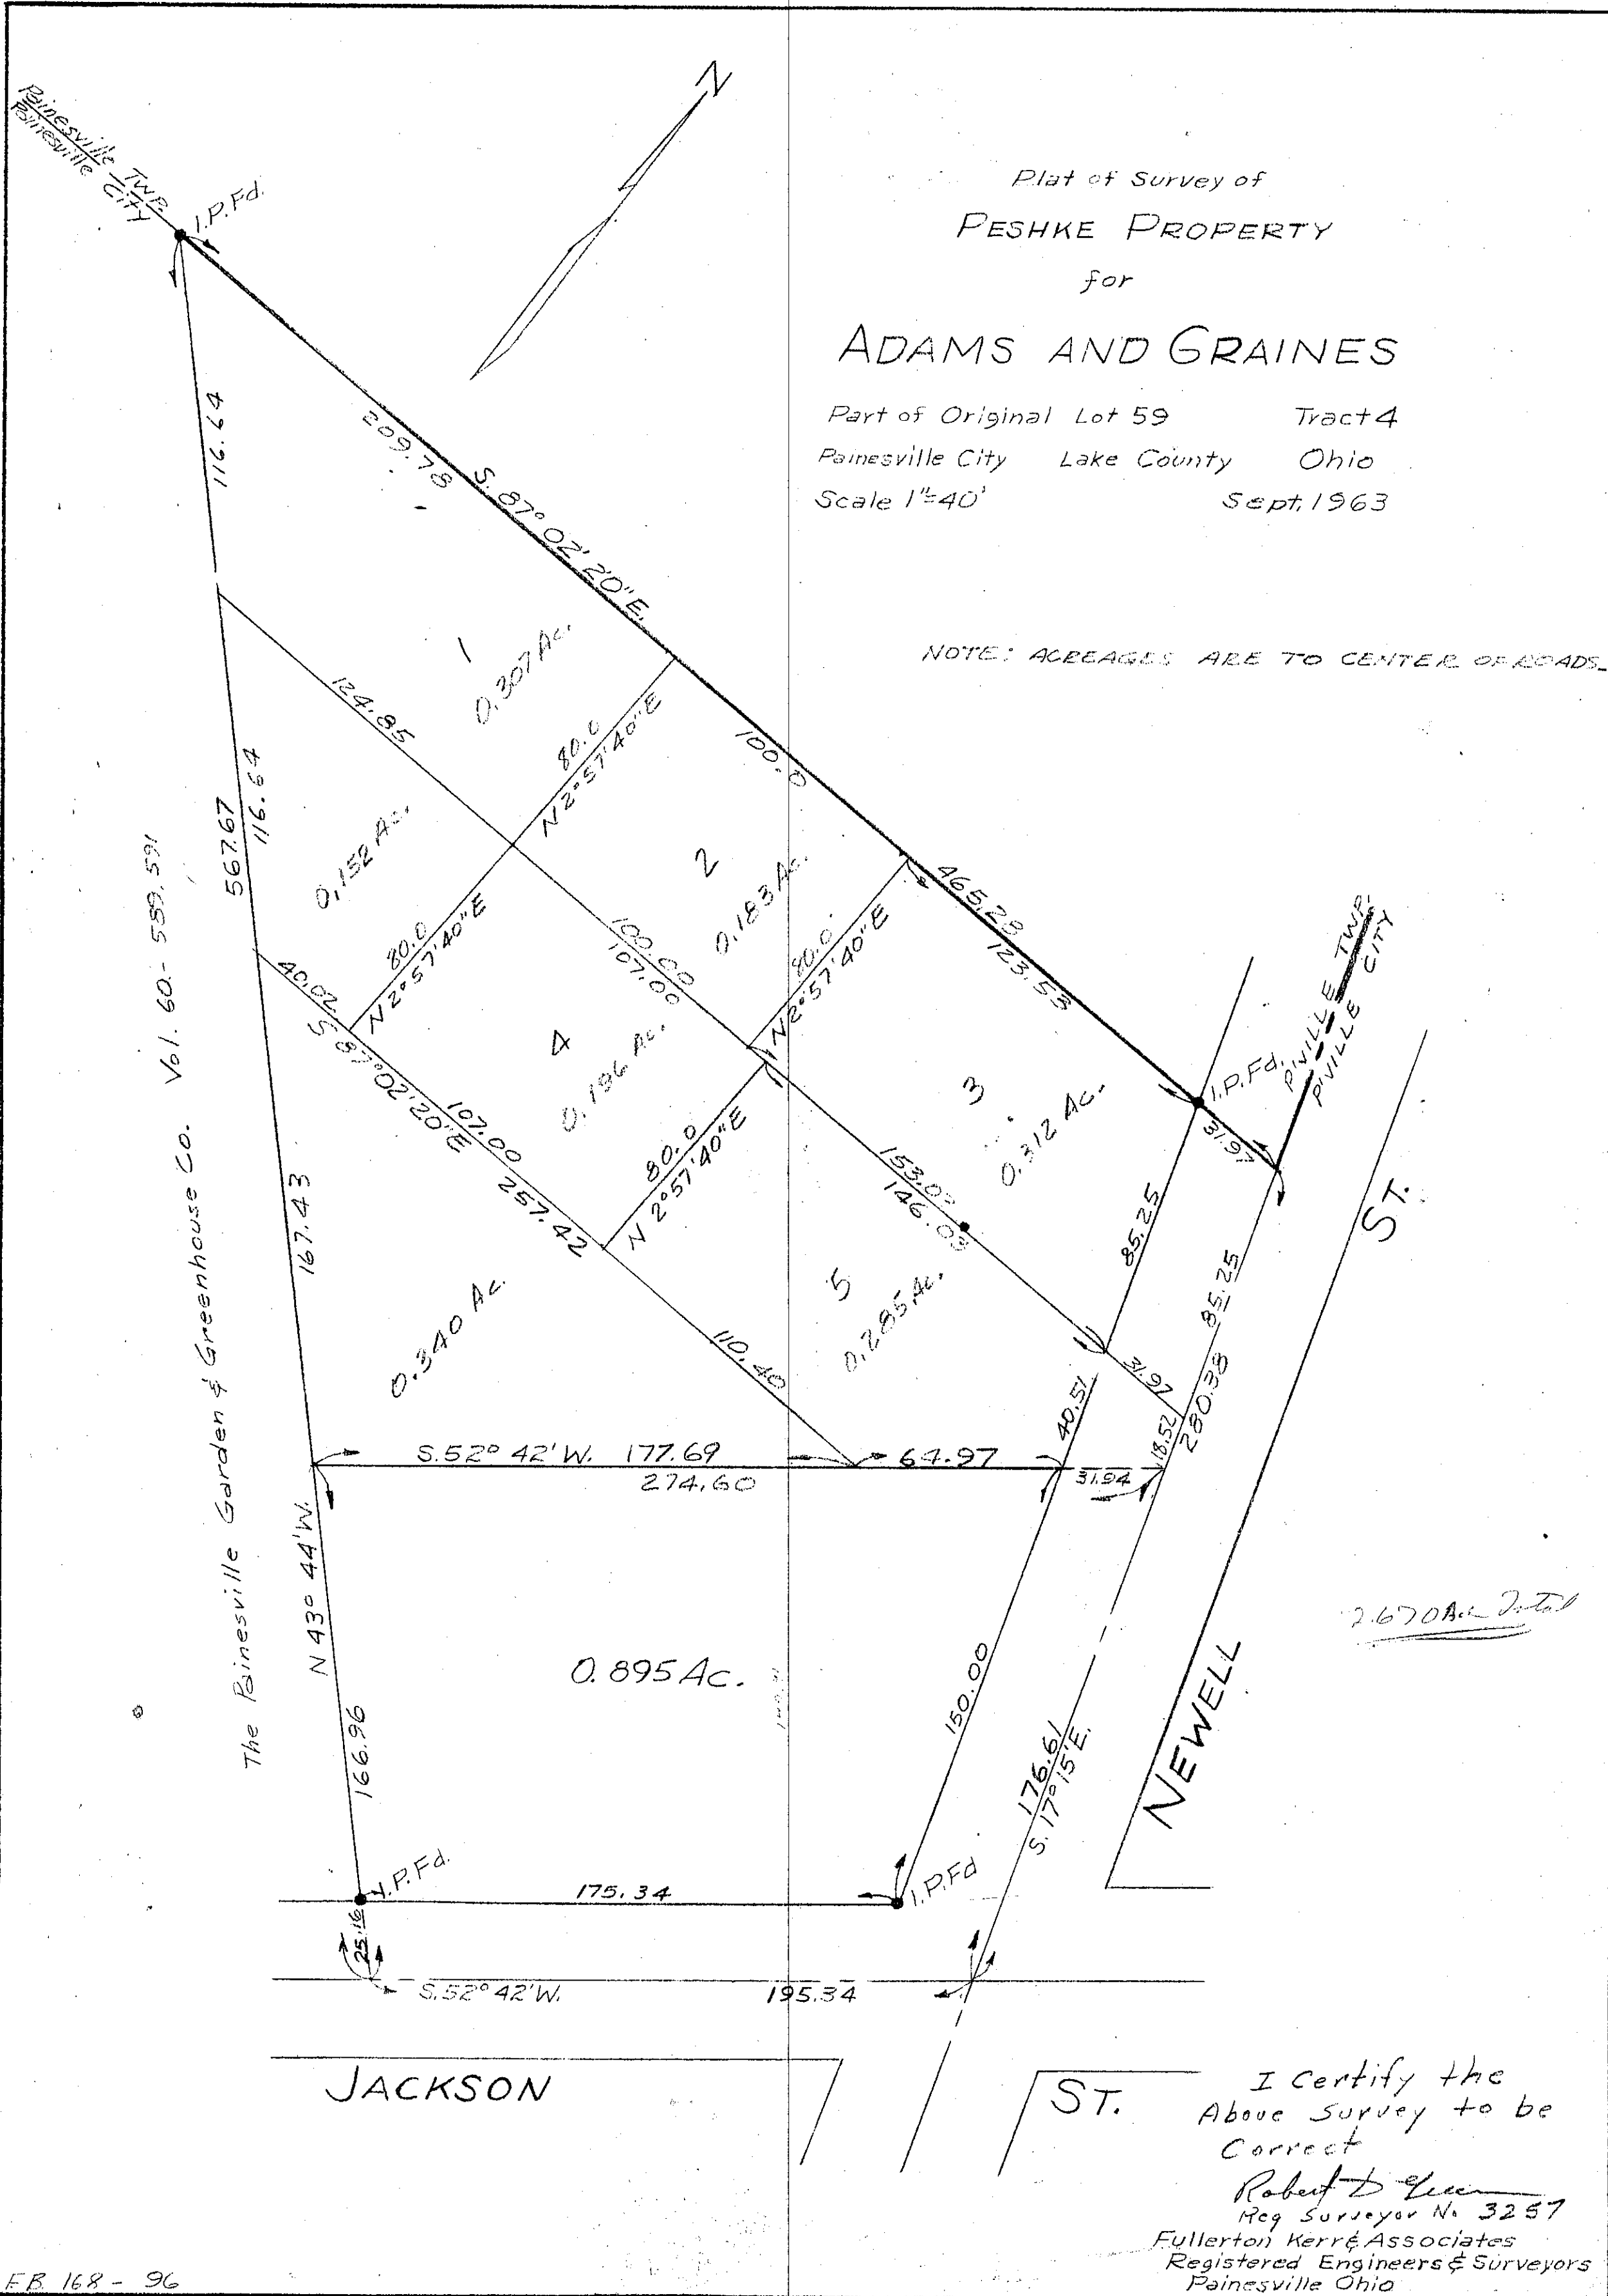 Plat of Survey of
PESHKE PROPERTY
for
ADAMS AND GRAINES
Part of Original Lot 59 Tract 4
Painesville City Lake County Ohio
Scale 1"=40' Sept. 1963
NOTE: ACREAGES ARE TO CENTER OF ROADS.
N
Painesville Twp.
Painesville City
I.P.Fd.
116.64
209.78
S. 87° 02' 20" E.
1
0.307 Ac.
124.85
80.0
N 2° 57' 40" E
100.0
567.67
116.64
0.152 Ac.
2
0.183 Ac.
465.28
123.53
80.0
N 2° 57' 40" E
100.00
107.00
80.0
N 2° 57' 40" E
40.02
S 87° 02' 20" E
4
0.196 Ac.
107.00
257.42
80.0
N 2° 57' 40" E
3
0.312 Ac.
153.03
146.03
I.P.Fd.
31.97
P'VILLE TWP.
P'VILLE CITY
85.25
85.25
ST.
The Painesville Garden & Greenhouse Co. Vol. 60 - 589, 591
167.43
0.340 Ac.
5
0.285 Ac.
110.40
31.97
40.51
18.52
280.38
S. 52° 42' W. 177.69
64.97
274.60
31.94
N 43° 44' W.
2.670 Ac. Total
0.895 Ac.
150.00
166.96
176.61
S. 17° 15' E.
NEWELL
I.P.Fd.
175.34
I.P.Fd
25.16
S. 52° 42' W. 195.34
JACKSON ST.
I Certify the
Above Survey to be
Correct
Robert D
Reg Surveyor No 3257
Fullerton Kerr & Associates
Registered Engineers & Surveyors
Painesville Ohio
F.B. 168 - 96